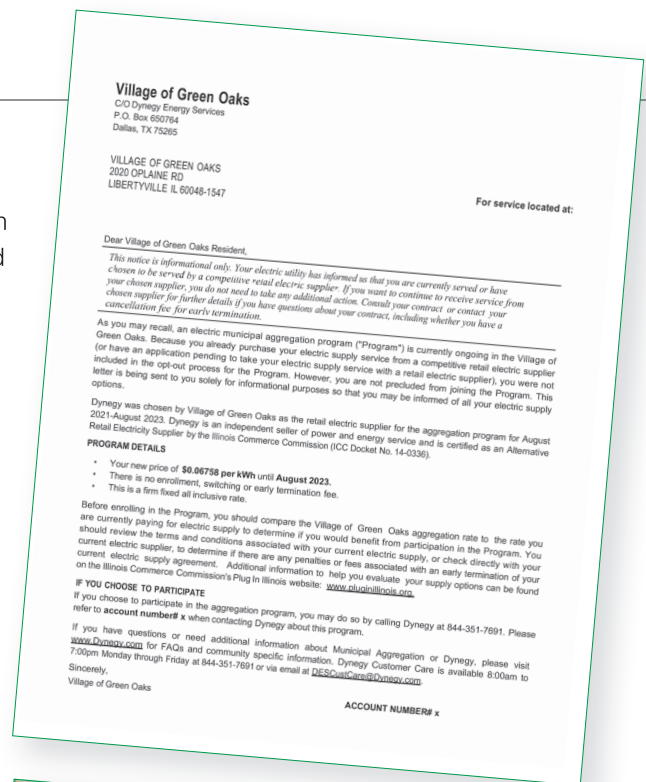 Village of Green Oaks
C/O Dynegy Energy Services
P.O. Box 650764
Dallas, TX 75265
VILLAGE OF GREEN OAKS
2020 OPLAINE RD
LIBERTYVILLE IL 60048-1547
For service located at:
Dear Village of Green Oaks Resident,
This notice is informational only. Your electric utility has informed us that you are currently served or have
chosen to be served by a competitive retail electric supplier. If you want to continue to receive service from
your chosen supplier, you do not need to take any additional action. Consult your contract or contact your
chosen supplier for further details if you have questions about your contract, including whether you have a
cancellation fee for early termination.
As you may recall, an electric municipal aggregation program ("Program") is currently ongoing in the Village of
Green Oaks. Because you already purchase your electric supply service from a competitive retail electric supplier
(or have an application pending to take your electric supply service with a retail electric supplier), you were not
included in the opt-out process for the Program. However, you are not precluded from joining the Program. This
letter is being sent to you solely for informational purposes so that you may be informed of all your electric supply
options.
Dynegy was chosen by Village of Green Oaks as the retail electric supplier for the aggregation program for August
2021-August 2023. Dynegy is an independent seller of power and energy service and is certified as an Alternative
Retail Electricity Supplier by the Illinois Commerce Commission (ICC Docket No. 14-0336).
PROGRAM DETAILS
• Your new price of $0.06758 per kWh until August 2023.
• There is no enrollment, switching or early termination fee.
• This is a firm fixed all inclusive rate.
Before enrolling in the Program, you should compare the Village of Green Oaks aggregation rate to the rate you
are currently paying for electric supply to determine if you would benefit from participation in the Program. You
should review the terms and conditions associated with your current electric supply, or check directly with your
current electric supplier, to determine if there are any penalties or fees associated with an early termination of your
current electric supply agreement. Additional information to help you evaluate your supply options can be found
on the Illinois Commerce Commission's Plug In Illinois website: www.pluginillinois.org.
IF YOU CHOOSE TO PARTICIPATE
If you choose to participate in the aggregation program, you may do so by calling Dynegy at 844-351-7691. Please
refer to account number# x when contacting Dynegy about this program.
If you have questions or need additional information about Municipal Aggregation or Dynegy, please visit
www.Dynegy.com for FAQs and community specific information. Dynegy Customer Care is available 8:00am to
7:00pm Monday through Friday at 844-351-7691 or via email at DESCustCare@Dynegy.com.
Sincerely,
Village of Green Oaks
ACCOUNT NUMBER# x